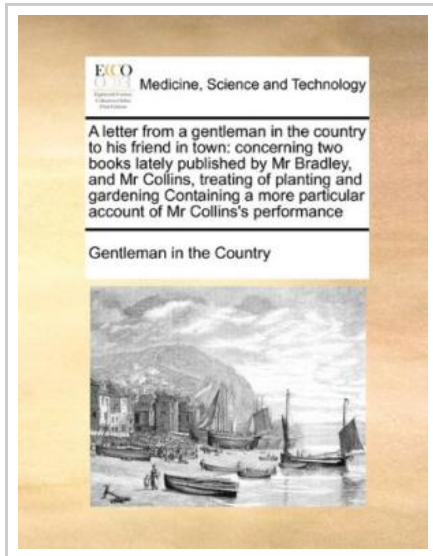 ECCO
Medicine, Science and Technology
A letter from a gentleman in the country
to his friend in town: concerning two
books lately published by Mr Bradley,
and Mr Collins, treating of planting and
gardening Containing a more particular
account of Mr Collins's performance
Gentleman in the Country